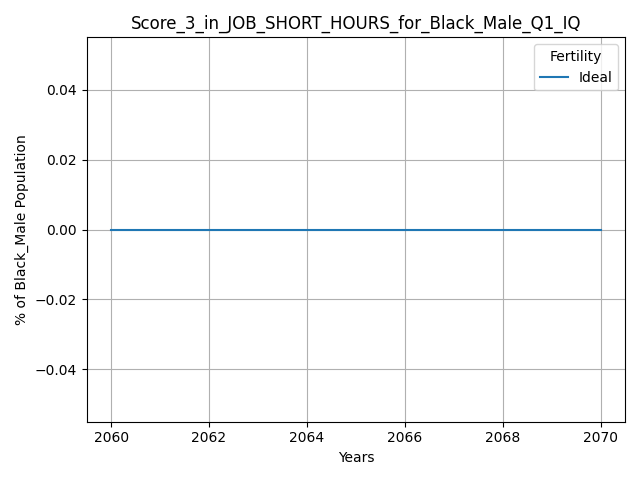 Score_3_in_JOB_SHORT_HOURS_for_Black_Male_Q1_IQ
Fertility
Ideal
0.04
0.02
0.00
−0.02
−0.04
% of Black_Male Population
2060 2062 2064 2066 2068 2070
Years